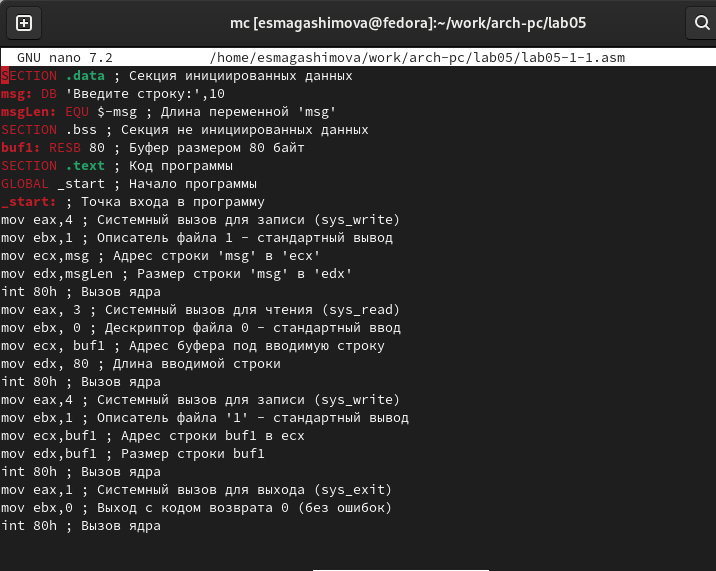 mc [esmagashimova@fedora]:~/work/arch-pc/lab05
GNU nano 7.2 /home/esmagashimova/work/arch-pc/lab05/lab05-1-1.asm
SECTION .data ; Секция инициированных данных
msg: DB 'Введите строку:',10
msgLen: EQU $-msg ; Длина переменной 'msg'
SECTION .bss ; Секция не инициированных данных
buf1: RESB 80 ; Буфер размером 80 байт
SECTION .text ; Код программы
GLOBAL _start ; Начало программы
_start: ; Точка входа в программу
mov eax,4 ; Системный вызов для записи (sys_write)
mov ebx,1 ; Описатель файла 1 - стандартный вывод
mov ecx,msg ; Адрес строки 'msg' в 'ecx'
mov edx,msgLen ; Размер строки 'msg' в 'edx'
int 80h ; Вызов ядра
mov eax, 3 ; Системный вызов для чтения (sys_read)
mov ebx, 0 ; Дескриптор файла 0 - стандартный ввод
mov ecx, buf1 ; Адрес буфера под вводимую строку
mov edx, 80 ; Длина вводимой строки
int 80h ; Вызов ядра
mov eax,4 ; Системный вызов для записи (sys_write)
mov ebx,1 ; Описатель файла '1' - стандартный вывод
mov ecx,buf1 ; Адрес строки buf1 в ecx
mov edx,buf1 ; Размер строки buf1
int 80h ; Вызов ядра
mov eax,1 ; Системный вызов для выхода (sys_exit)
mov ebx,0 ; Выход с кодом возврата 0 (без ошибок)
int 80h ; Вызов ядра